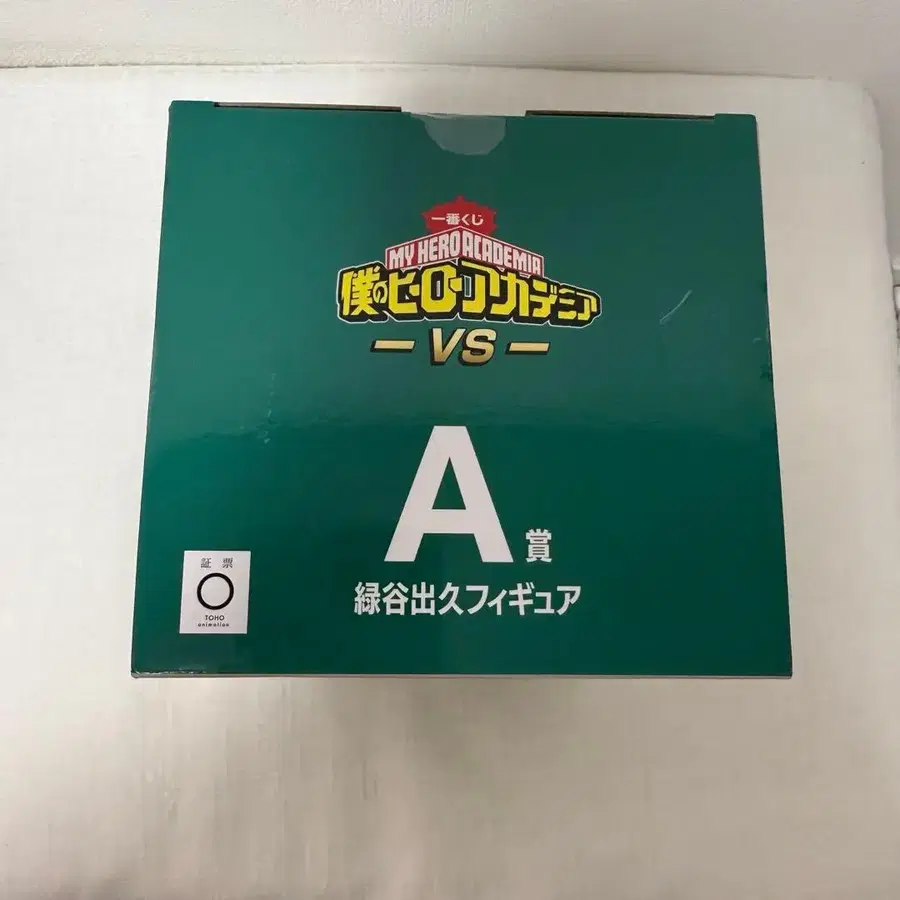 一番くじ
MY HERO ACADEMIA
僕のヒーローアカデミア
VS
A賞
緑谷出久フィギュア
証票
TOHO
animation